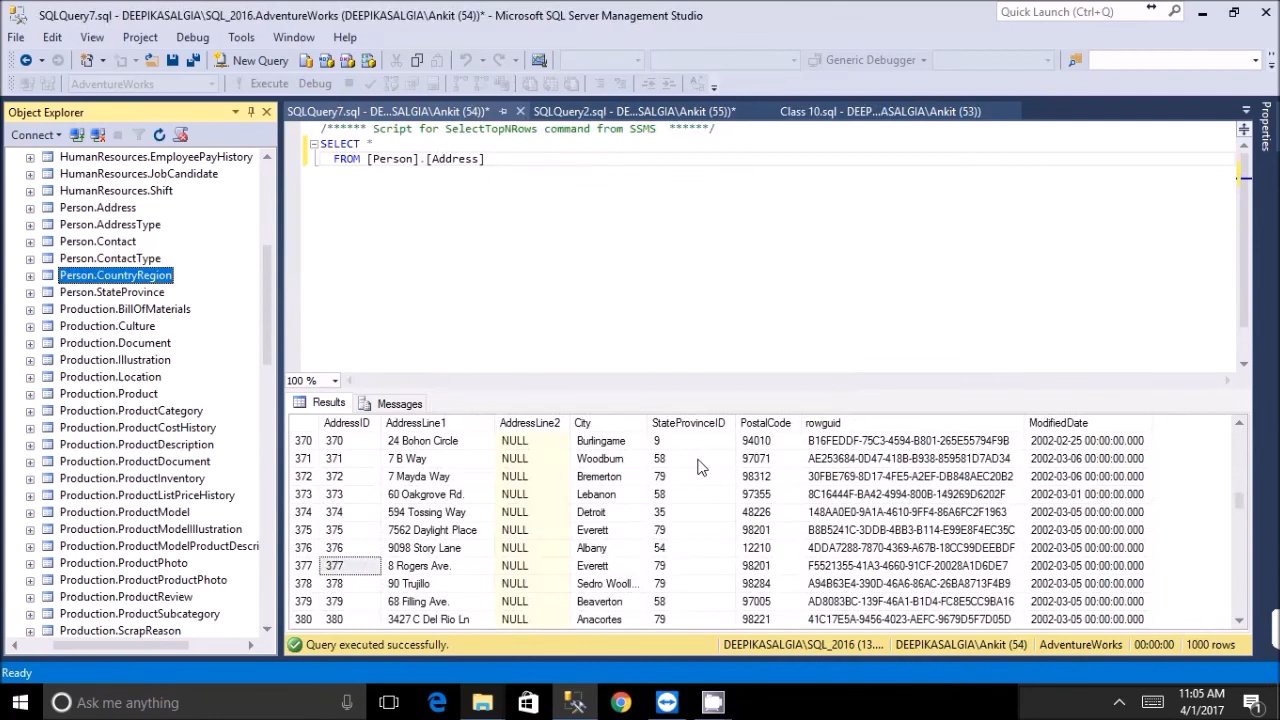 SQLQuery7.sql - DEEPIKASALGIA\SQL_2016.AdventureWorks (DEEPIKASALGIA\Ankit (54))* - Microsoft SQL Server Management Studio
Quick Launch (Ctrl+Q)
File Edit View Project Debug Tools Window Help
New Query Generic Debugger
AdventureWorks Execute Debug
Object Explorer
Connect
HumanResources.EmployeePayHistory
HumanResources.JobCandidate
HumanResources.Shift
Person.Address
Person.AddressType
Person.Contact
Person.ContactType
Person.CountryRegion
Person.StateProvince
Production.BillOfMaterials
Production.Culture
Production.Document
Production.Illustration
Production.Location
Production.Product
Production.ProductCategory
Production.ProductCostHistory
Production.ProductDescription
Production.ProductDocument
Production.ProductInventory
Production.ProductListPriceHistory
Production.ProductModel
Production.ProductModelIllustration
Production.ProductModelProductDescri
Production.ProductPhoto
Production.ProductProductPhoto
Production.ProductReview
Production.ProductSubcategory
Production.ScrapReason
SQLQuery7.sql - DE...SALGIA\Ankit (54))* SQLQuery2.sql - DE...SALGIA\Ankit (55))* Class 10.sql - DEEP...ASALGIA\Ankit (53))
/****** Script for SelectTopNRows command from SSMS ******/
SELECT *
FROM [Person].[Address]
100 %
Results Messages
AddressID AddressLine1 AddressLine2 City StateProvinceID PostalCode rowguid ModifiedDate
370 370 24 Bohon Circle NULL Burlingame 9 94010 B16FEDDF-75C3-4594-B801-265E55794F9B 2002-02-25 00:00:00.000
371 371 7 B Way NULL Woodburn 58 97071 AE253684-0D47-418B-B938-859581D7AD34 2002-03-06 00:00:00.000
372 372 7 Mayda Way NULL Bremerton 79 98312 30FBE769-8D17-4FE5-A2EF-DB848AEC20B2 2002-03-06 00:00:00.000
373 373 60 Oakgrove Rd. NULL Lebanon 58 97355 8C16444F-BA42-4994-800B-149269D6202F 2002-03-01 00:00:00.000
374 374 594 Tossing Way NULL Detroit 35 48226 148AA0E0-9A1A-4610-9FF4-86A6FC2F1963 2002-03-05 00:00:00.000
375 375 7562 Daylight Place NULL Everett 79 98201 B8B5241C-3DDB-4BB3-B114-E99E8F4EC35C 2002-03-05 00:00:00.000
376 376 9098 Story Lane NULL Albany 54 12210 4DDA7288-7870-4369-A67B-18CC99DEEBDF 2002-03-05 00:00:00.000
377 377 8 Rogers Ave. NULL Everett 79 98201 F5521355-41A3-4660-91CF-20028A1D6DE7 2002-03-05 00:00:00.000
378 378 90 Trujillo NULL Sedro Wooll... 79 98284 A94B63E4-390D-46A6-86AC-26BA8713F4B9 2002-03-05 00:00:00.000
379 379 68 Filling Ave. NULL Beaverton 58 97005 AD8083BC-139F-46A1-B1D4-FC8E5CC9BA16 2002-03-05 00:00:00.000
380 380 3427 C Del Rio Ln NULL Anacortes 79 98221 41C17E5A-9456-4023-AEFC-9679D5F7D05D 2002-03-05 00:00:00.000
Query executed successfully. DEEPIKASALGIA\SQL_2016 (13.... DEEPIKASALGIA\Ankit (54) AdventureWorks 00:00:00 1000 rows
Properties
Ready
Ask me anything
11:05 AM
4/1/2017
1